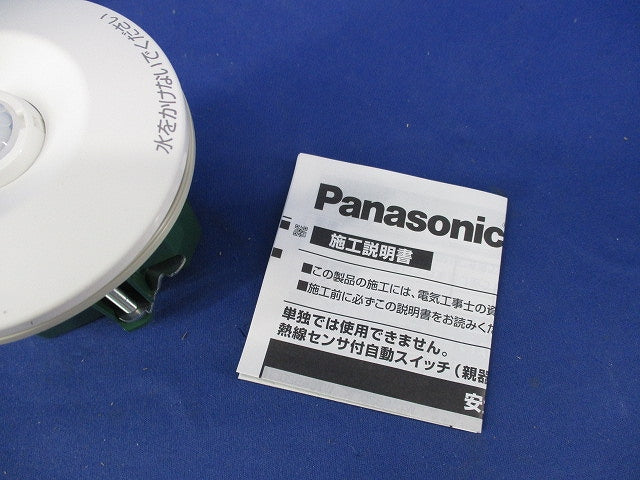 水をかけないでください
Panasonic
施工説明書
■この製品の施工には、電気工事士の資
■施工前に必ずこの説明書をお読みくだ
単独では使用できません。
熱線センサ付自動スイッチ(親器
安